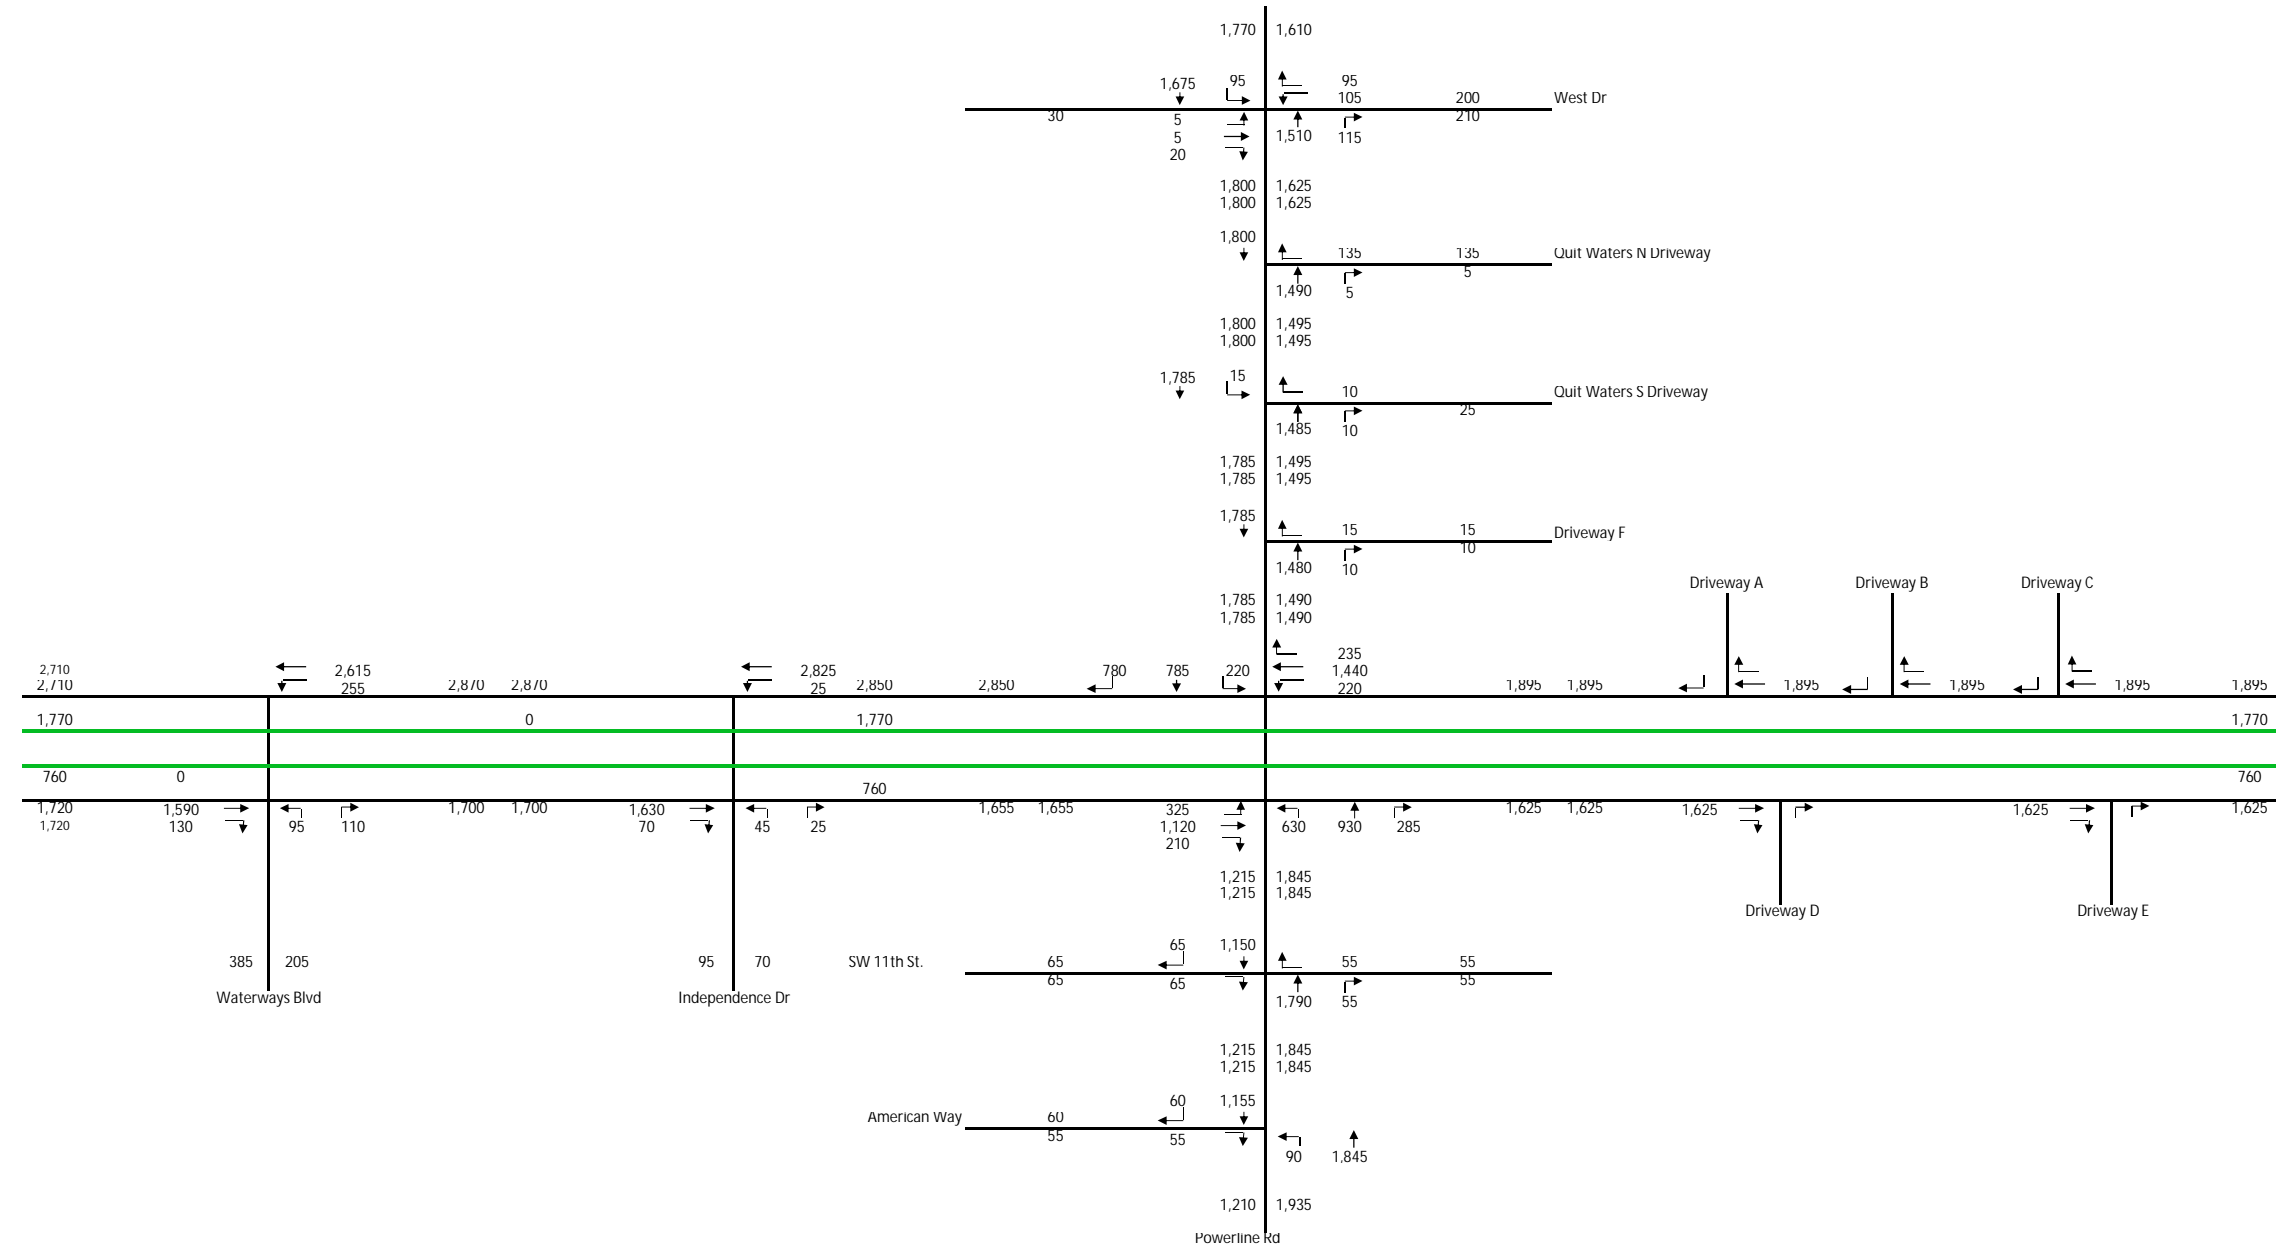 1,770 1,610
1,675 95 95
105 200 West Dr
30 5 210
5 1,510 115
20
1,800 1,625
1,800 1,625
1,800
135 135 Quit Waters N Driveway
5
1,490 5
1,800 1,495
1,800 1,495
1,785 15
10 Quit Waters S Driveway
25
1,485 10
1,785 1,495
1,785 1,495
1,785
15 15 Driveway F
10
1,480 10
Driveway A Driveway B Driveway C
1,785 1,490
1,785 1,490
235
2,710 2,615 2,825 780 785 220 1,440
2,710 255 2,870 2,870 25 2,850 2,850 220 1,895 1,895 1,895 1,895 1,895 1,895
1,770 0 1,770 1,770
760 0 760
760
1,720 1,590 1,700 1,700 1,630 1,655 1,655 325 1,625 1,625 1,625 1,625 1,625
1,720 130 95 110 70 45 25 1,120 630 930 285
210
1,215 1,845
1,215 1,845
Driveway D Driveway E
65 1,150
385 205 95 70 SW 11th St. 65 55 55
65 65 55
1,790 55
Waterways Blvd Independence Dr
1,215 1,845
1,215 1,845
60 1,155
American Way 60
55 55
90 1,845
1,210 1,935
Powerline Rd